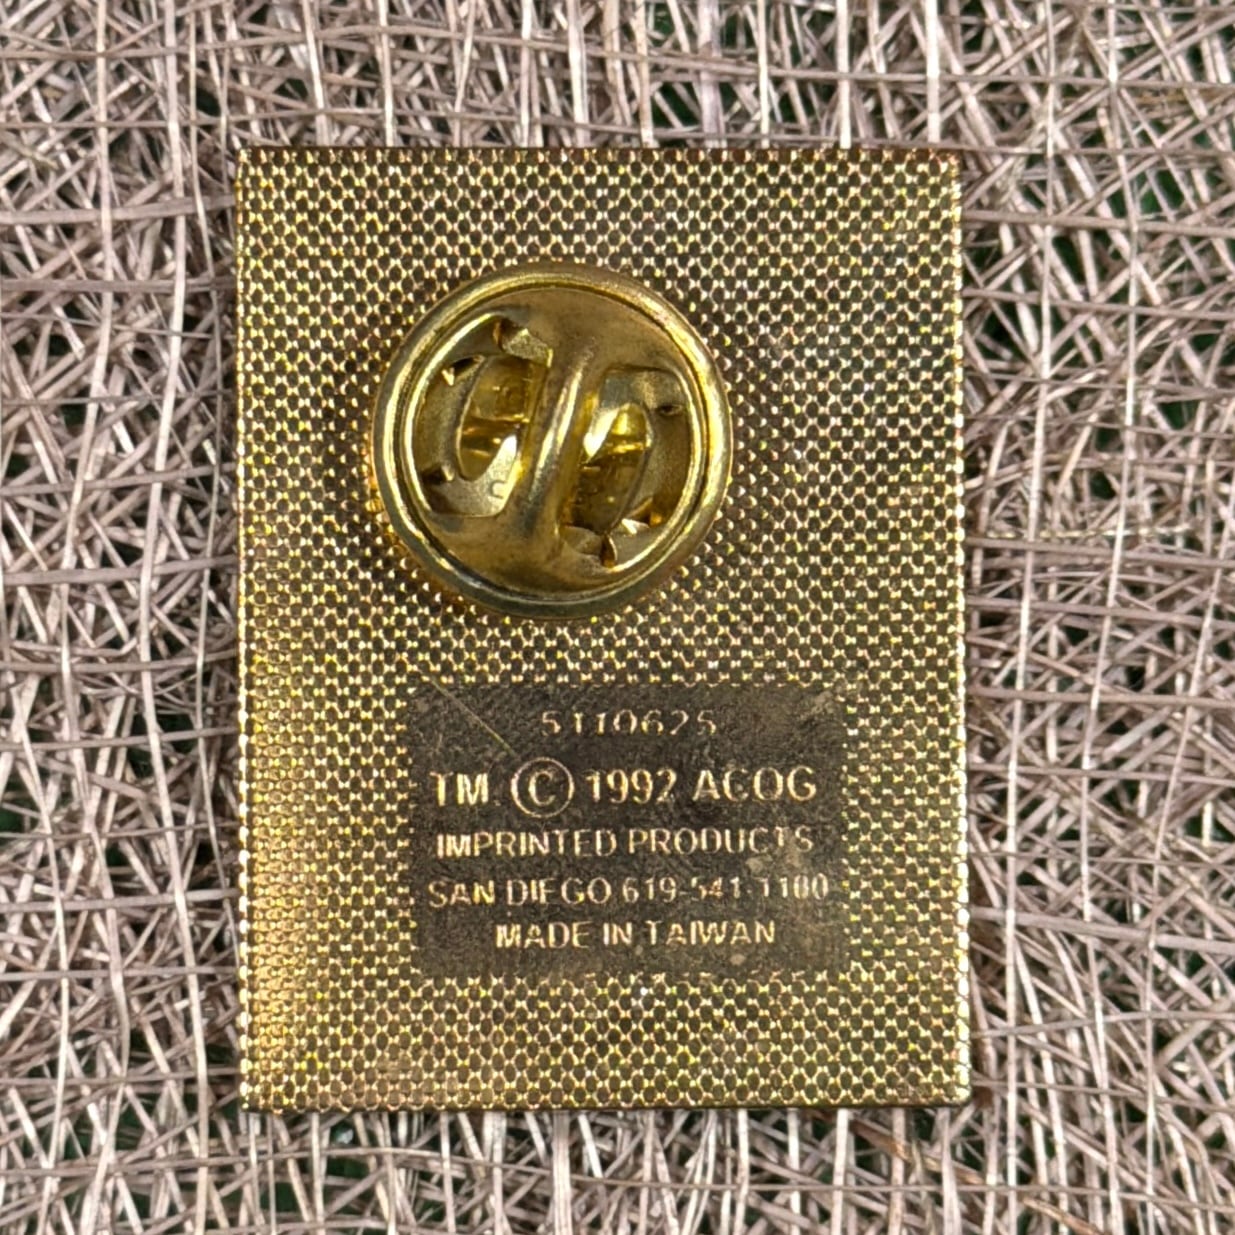 5110625
TM. © 1992 ACOG
IMPRINTED PRODUCTS
SAN DIEGO 619-541-1100
MADE IN TAIWAN